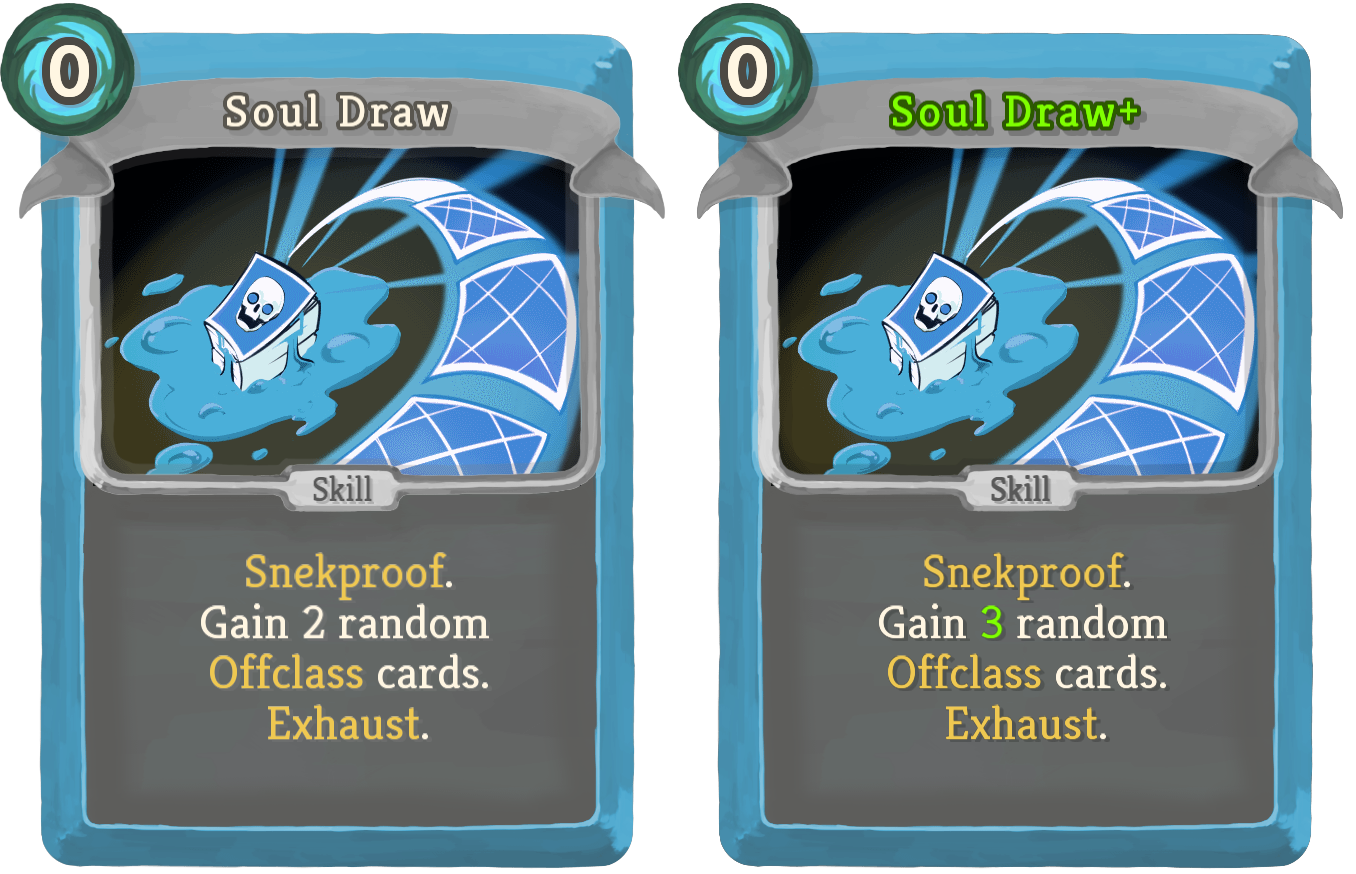 0
Soul Draw
Skill
Snekproof.
Gain 2 random
Offclass cards.
Exhaust.
0
Soul Draw+
Skill
Snekproof.
Gain 3 random
Offclass cards.
Exhaust.